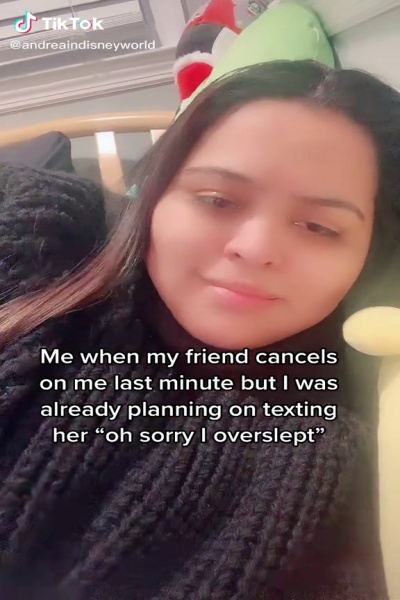 TikTok
@andreaindisneyworld
Me when my friend cancels
on me last minute but I was
already planning on texting
her “oh sorry I overslept”